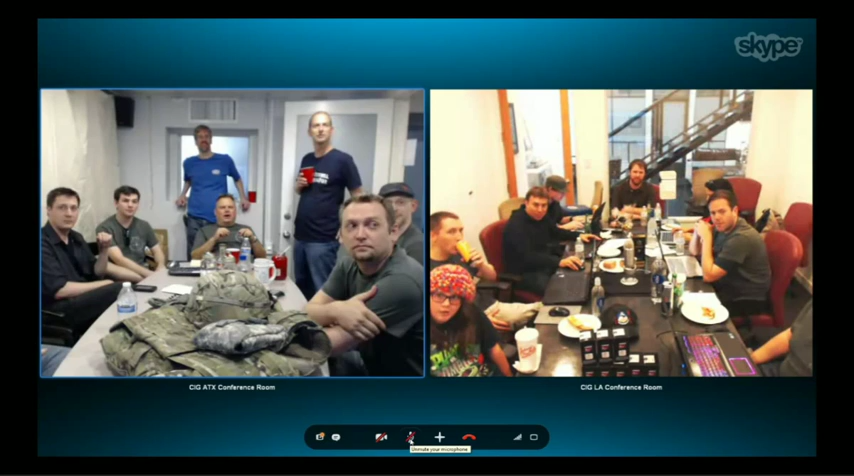 skype
CIG ATX Conference Room
CIG LA Conference Room
Unmute your microphone